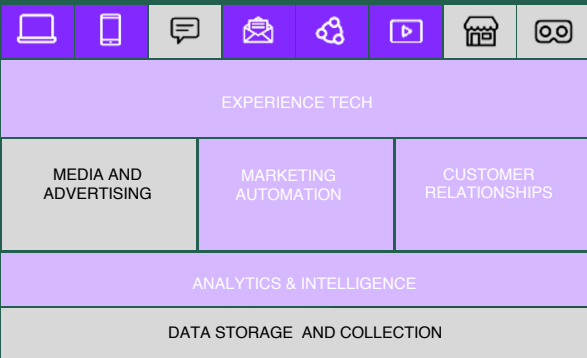 EXPERIENCE TECH
MEDIA AND
ADVERTISING
MARKETING
AUTOMATION
CUSTOMER
RELATIONSHIPS
ANALYTICS & INTELLIGENCE
DATA STORAGE  AND COLLECTION